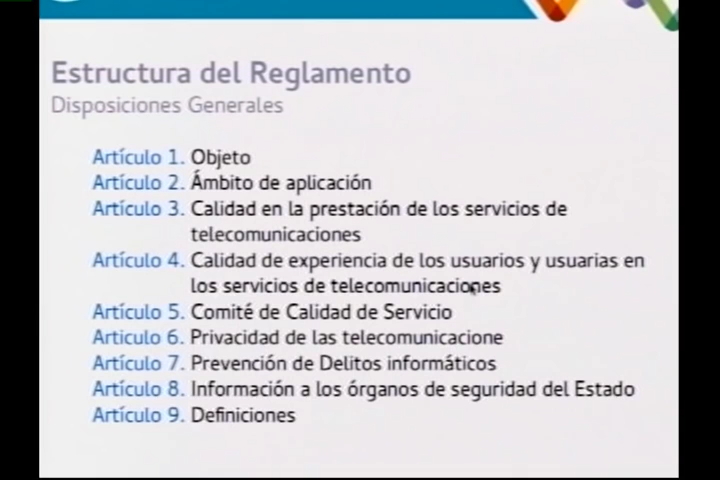 Estructura del Reglamento
Disposiciones Generales
Artículo 1. Objeto
Artículo 2. Ámbito de aplicación
Artículo 3. Calidad en la prestación de los servicios de
telecomunicaciones
Artículo 4. Calidad de experiencia de los usuarios y usuarias en
los servicios de telecomunicaciones
Artículo 5. Comité de Calidad de Servicio
Articulo 6. Privacidad de las telecomunicacione
Artículo 7. Prevención de Delitos informáticos
Artículo 8. Información a los órganos de seguridad del Estado
Artículo 9. Definiciones